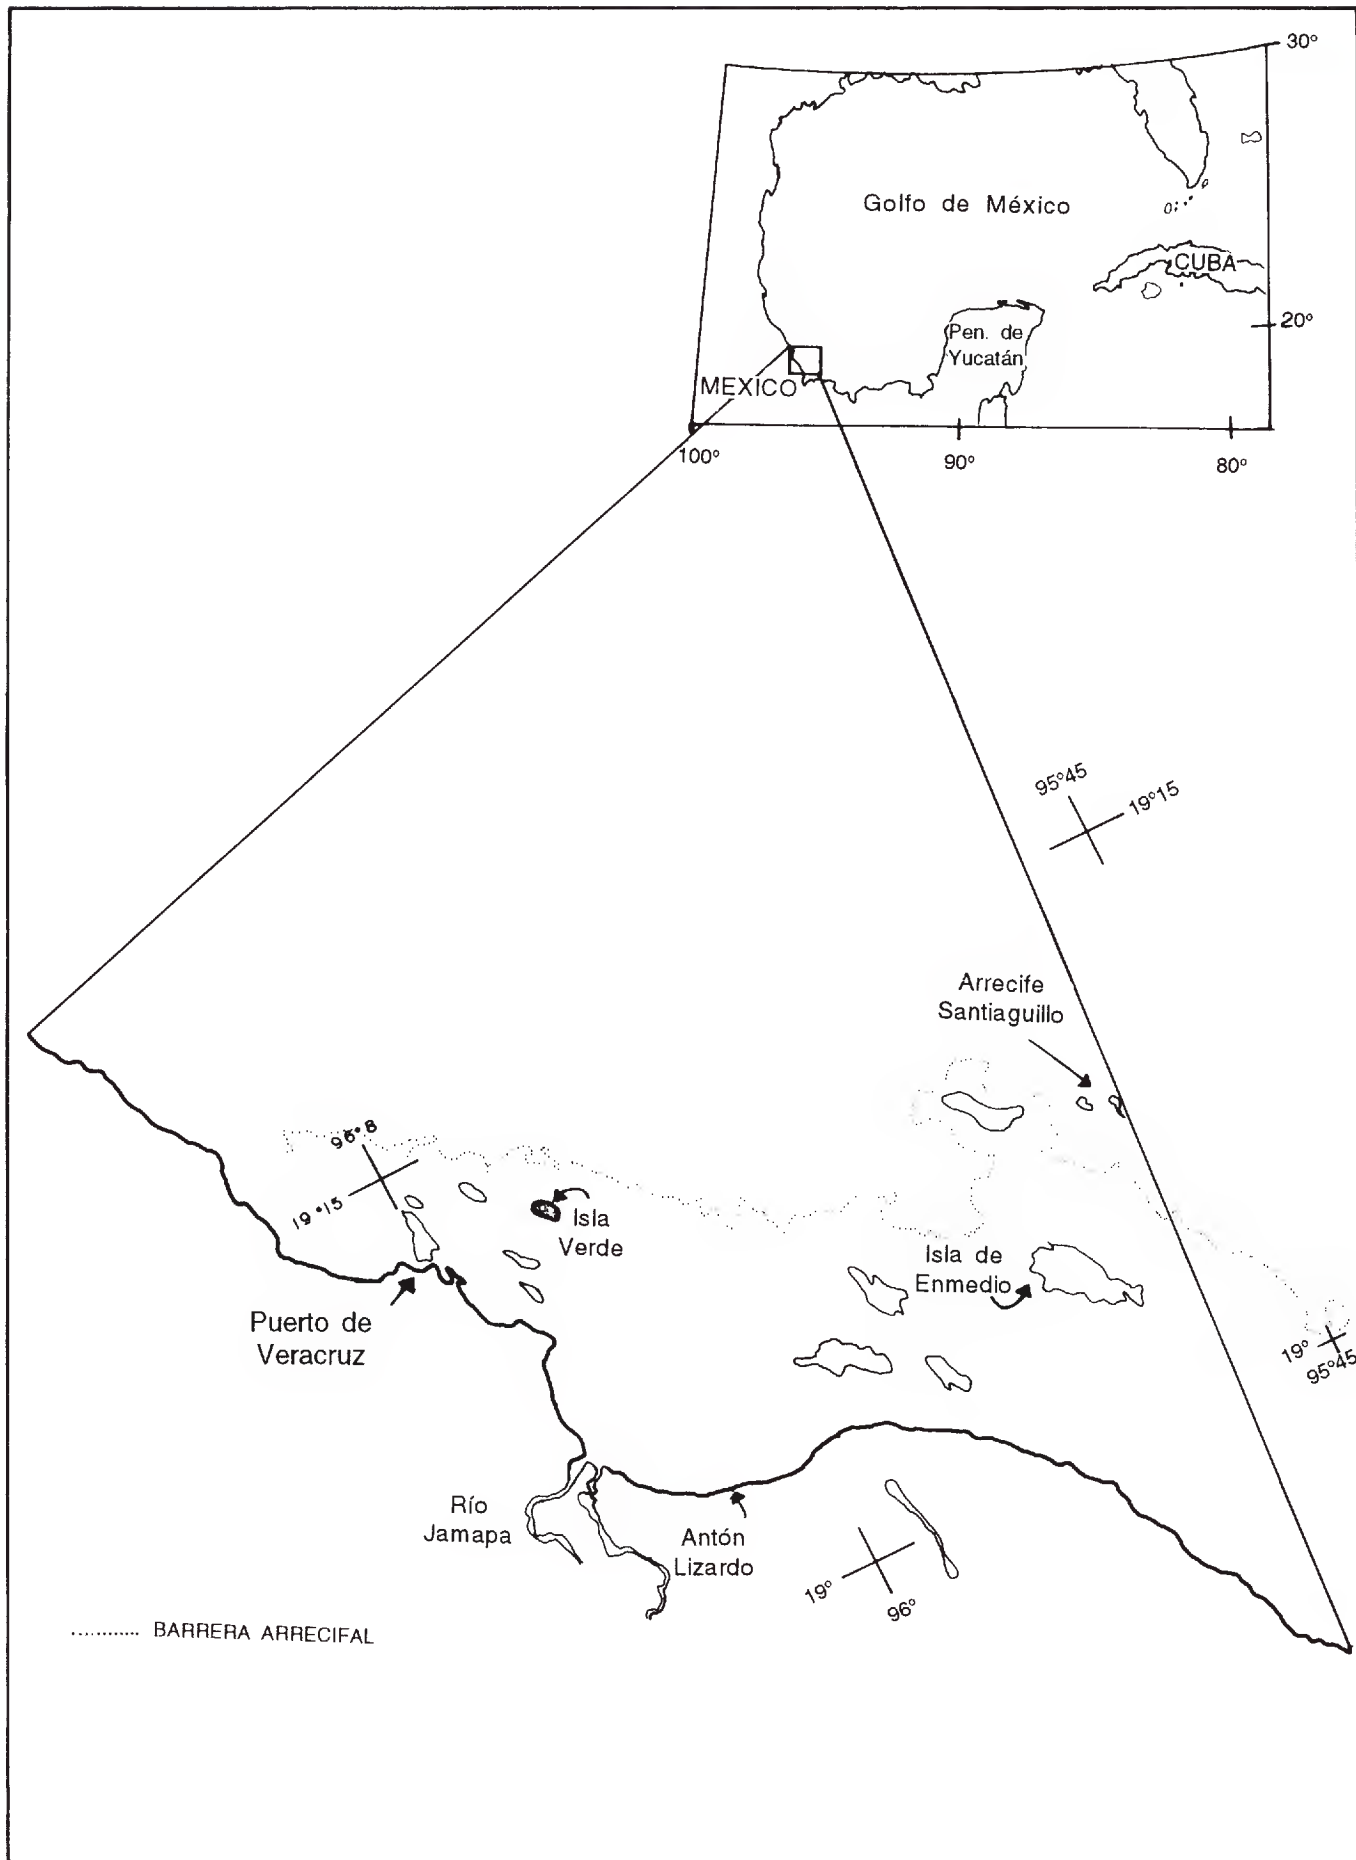 30°
Golfo de México
CUBA
20°
Pen. de
Yucatán
MEXICO
100°
90°
80°
95°45
19°15
Arrecife
Santiaguillo
96°8
19°15
Isla
Verde
Isla de
Enmedio
Puerto de
Veracruz
19°
95°45
Río
Jamapa
Antón
Lizardo
19°
96°
............ BARRERA ARRECIFAL